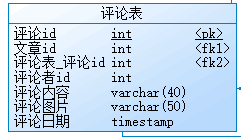 评论表
评论id int <pk>
文章id int <fk1>
评论表_评论id int <fk2>
评论者id int
评论内容 varchar(40)
评论图片 varchar(50)
评论日期 timestamp